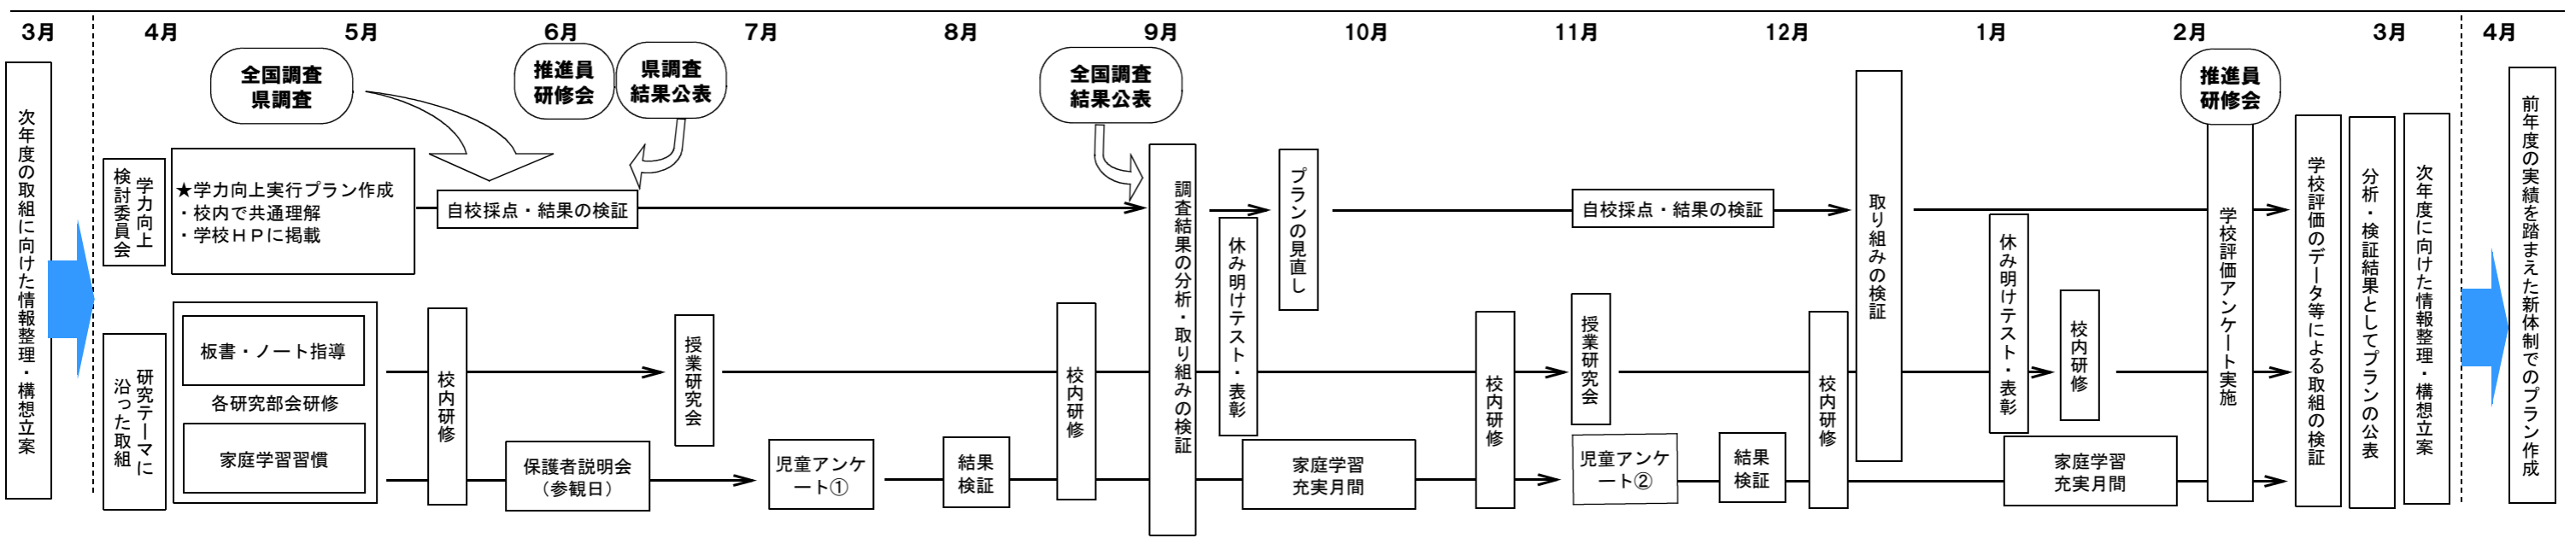 3月
4月
5月
6月
7月
8月
9月
10月
11月
12月
1月
2月
3月
4月
全国調査
県調査
推進員
研修会
県調査
結果公表
全国調査
結果公表
推進員
研修会
次年度の取組に向けた情報整理・構想立案
学力向上
検討委員会
★学力向上実行プラン作成
・校内で共通理解
・学校HPに掲載
自校採点・結果の検証
調査結果の分析・取り組みの検証
休み明けテスト・表彰
プランの見直し
自校採点・結果の検証
取り組みの検証
休み明けテスト・表彰
学校評価アンケート実施
学校評価のデータ等による取組の検証
分析・検証結果としてプランの公表
次年度に向けた情報整理・構想立案
前年度の実績を踏まえた新体制でのプラン作成
研究テーマに
沿った取組
板書・ノート指導
各研究部会研修
家庭学習習慣
校内研修
授業研究会
校内研修
校内研修
授業研究会
校内研修
校内研修
保護者説明会
(参観日)
児童アンケ
ート①
結果
検証
家庭学習
充実月間
児童アンケ
ート②
結果
検証
家庭学習
充実月間